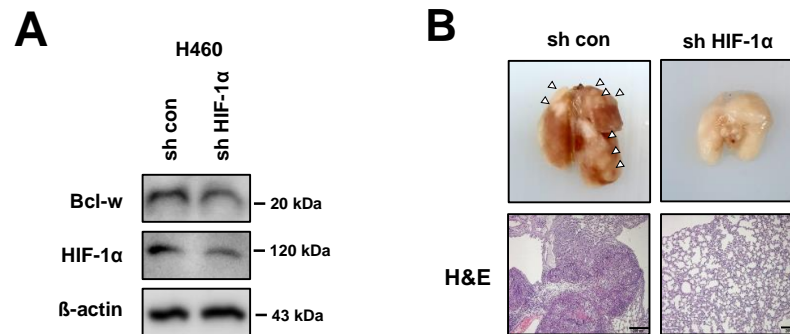 A
H460
sh con
sh HIF-1α
Bcl-w
20 kDa
HIF-1α
120 kDa
ß-actin
43 kDa
B
sh con
sh HIF-1α
H&E